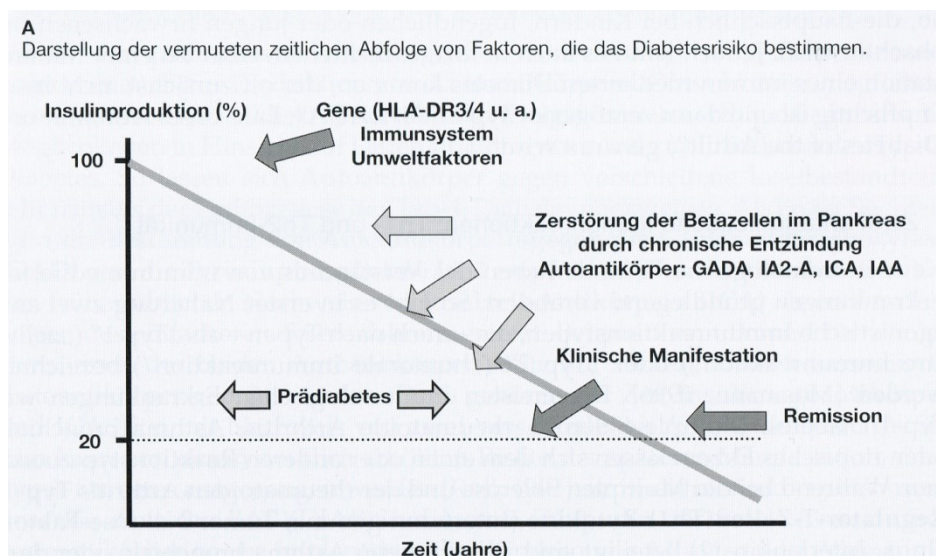 A
Darstellung der vermuteten zeitlichen Abfolge von Faktoren, die das Diabetesrisiko bestimmen.
Insulinproduktion (%)
Gene (HLA-DR3/4 u. a.)
Immunsystem
Umweltfaktoren
100
Zerstörung der Betazellen im Pankreas
durch chronische Entzündung
Autoantikörper: GADA, IA2-A, ICA, IAA
Klinische Manifestation
Prädiabetes
Remission
20
Zeit (Jahre)